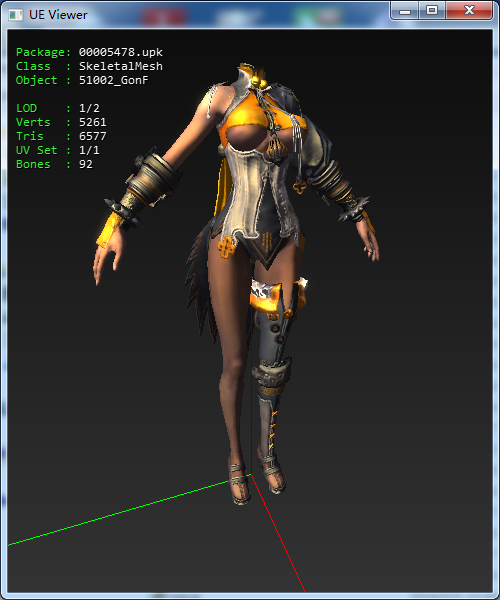 UE Viewer
Package: 00005478.upk
Class : SkeletalMesh
Object : 51002_GonF
LOD : 1/2
Verts : 5261
Tris : 6577
UV Set : 1/1
Bones : 92